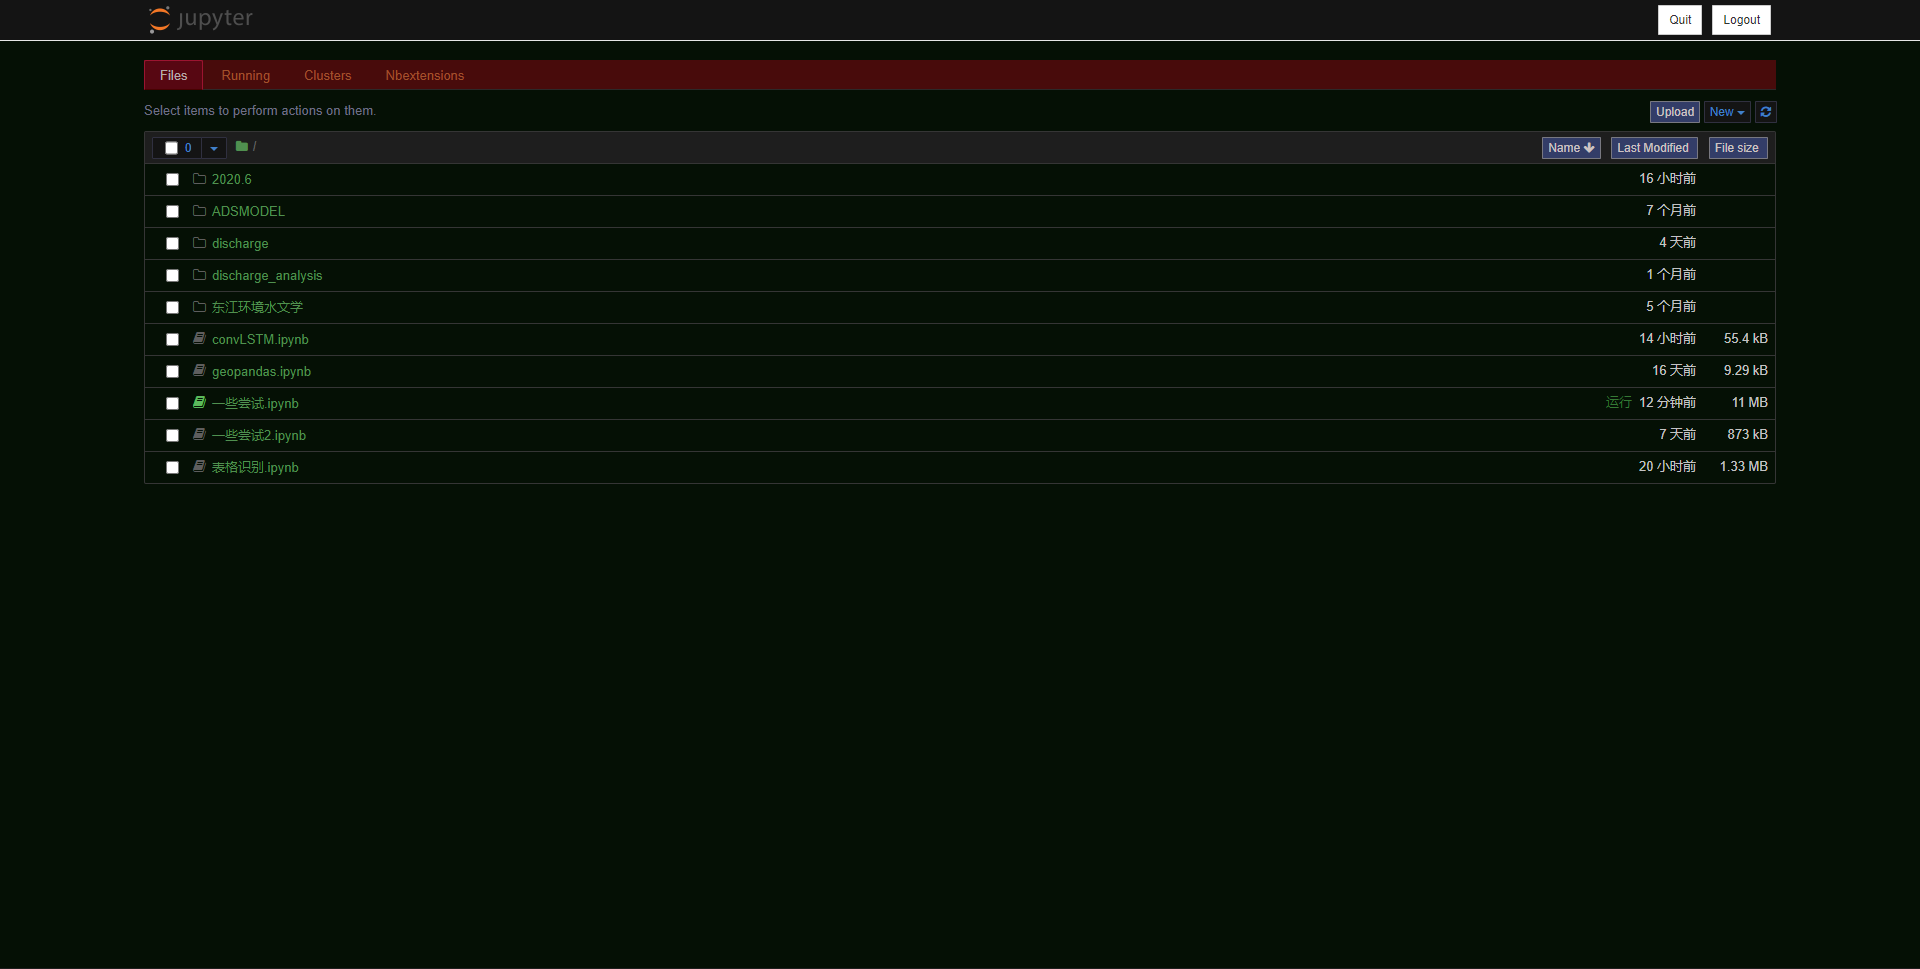 jupyter Quit Logout
Files Running Clusters Nbextensions
Select items to perform actions on them. Upload New
0 / Name Last Modified File size
2020.6 16 小时前
ADSMODEL 7 个月前
discharge 4 天前
discharge_analysis 1 个月前
东江环境水文学 5 个月前
convLSTM.ipynb 14 小时前 55.4 kB
geopandas.ipynb 16 天前 9.29 kB
一些尝试.ipynb 运行 12 分钟前 11 MB
一些尝试2.ipynb 7 天前 873 kB
表格识别.ipynb 20 小时前 1.33 MB